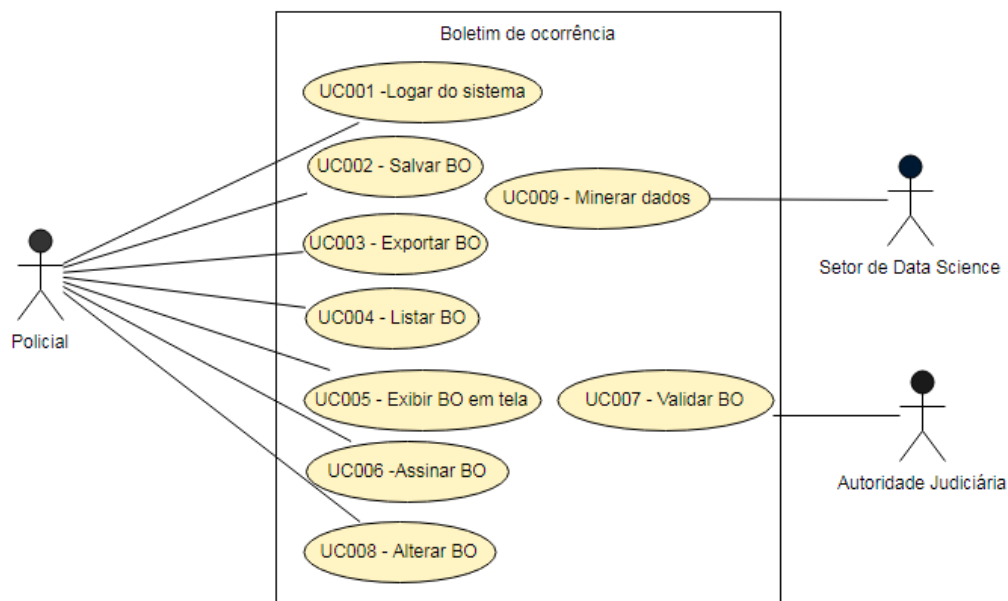 Boletim de ocorrência
UC001 -Logar do sistema
UC002 - Salvar BO
UC009 - Minerar dados
UC003 - Exportar BO
Setor de Data Science
UC004 - Listar BO
Policial
UC005 - Exibir BO em tela
UC007 - Validar BO
UC006 -Assinar BO
Autoridade Judiciária
UC008 - Alterar BO